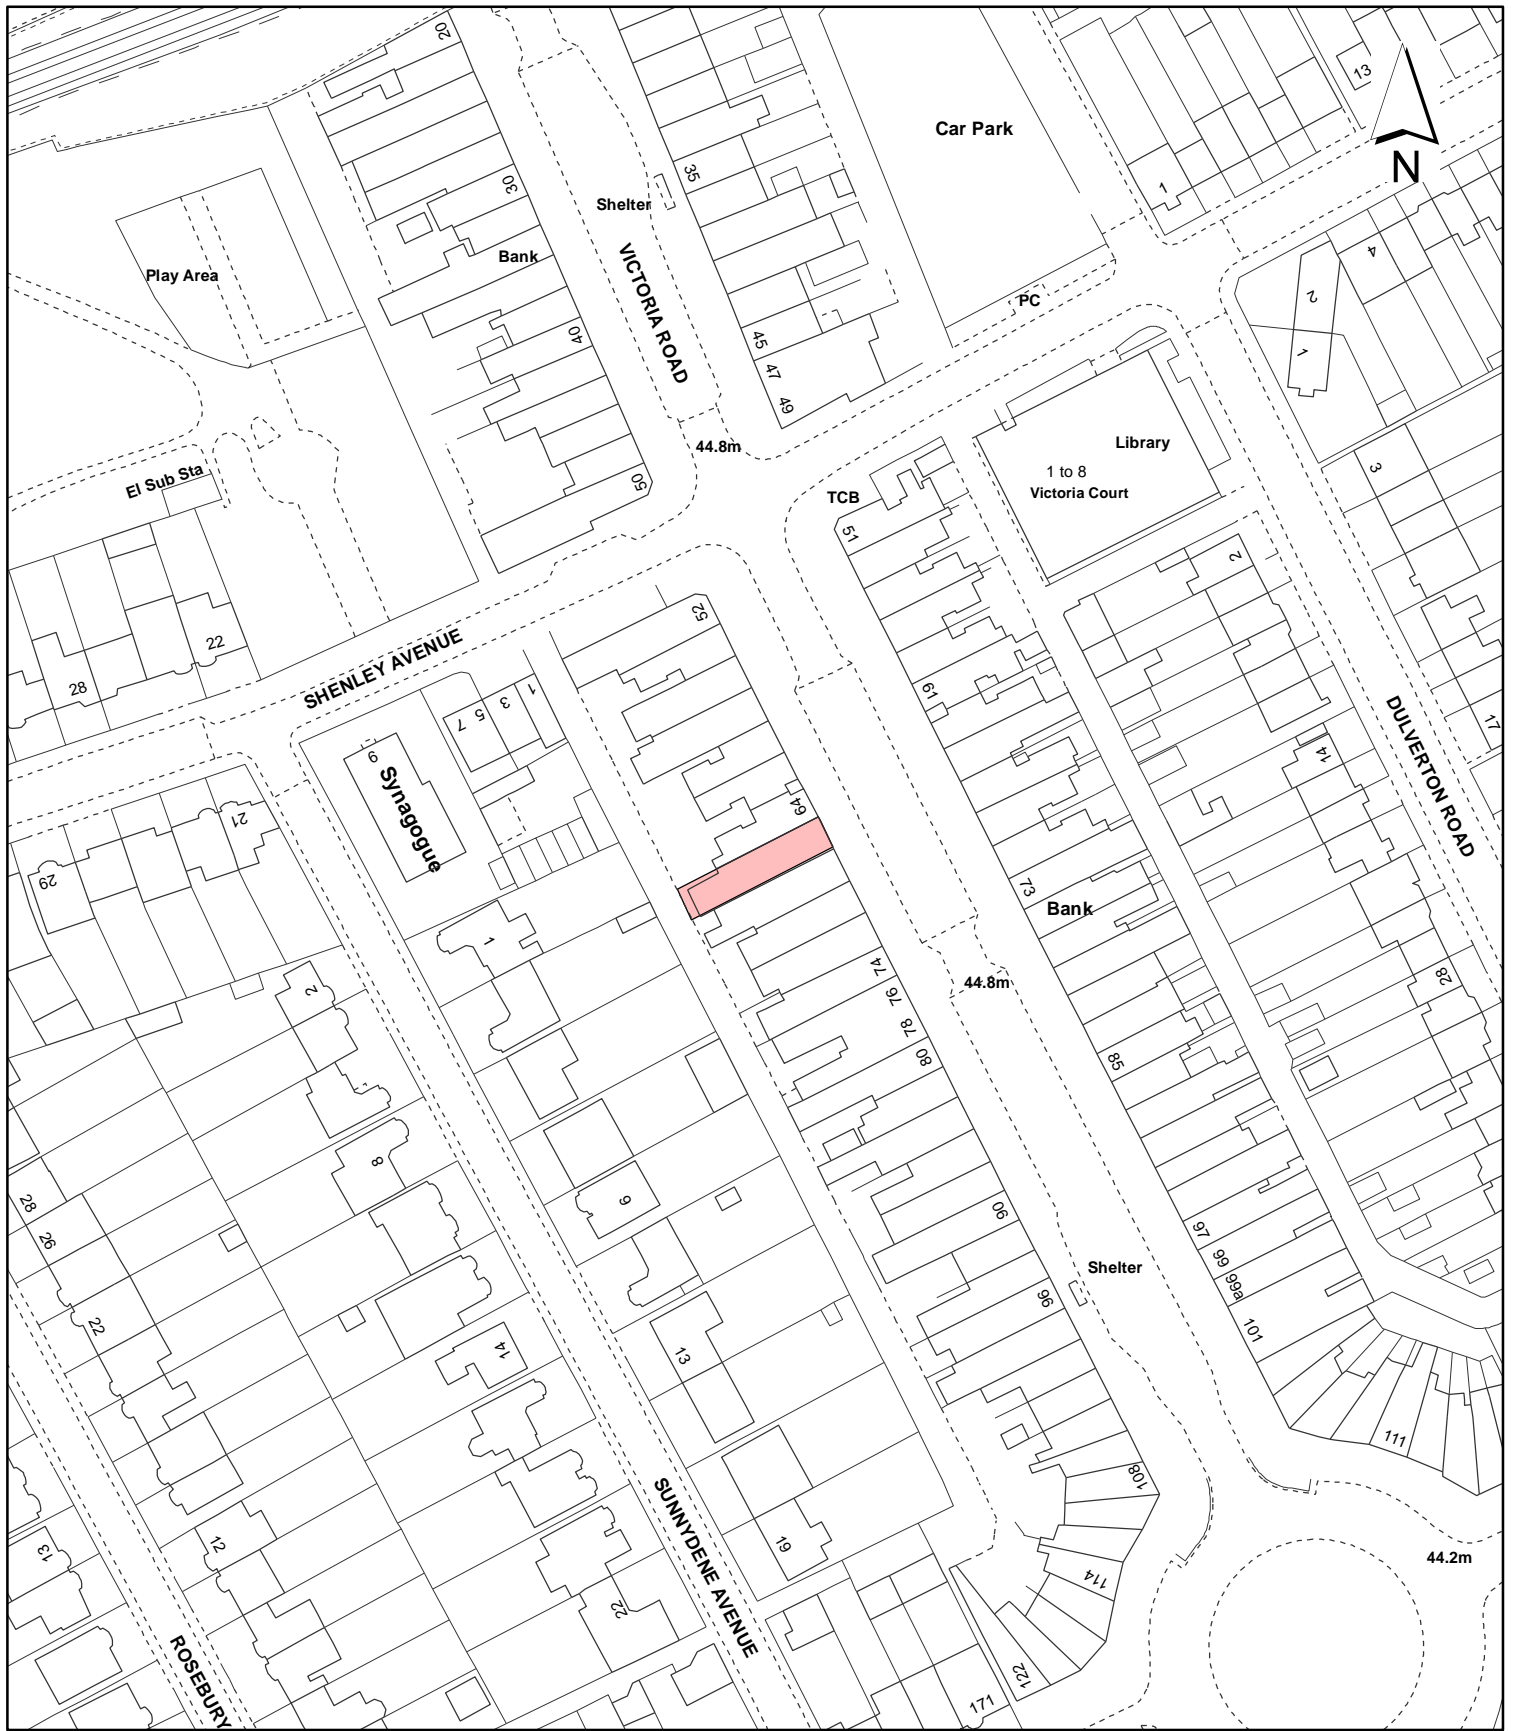 20
13
Car Park
N
35
30
1
Shelter
Bank
4
Play Area
VICTORIA ROAD
PC
2
1
45
40
47
49
44.8m
Library
El Sub Sta
50
TCB
1 to 8
Victoria Court
3
51
2
52
22
SHENLEY AVENUE
28
61
1
3
5
7
17
DULVERTON ROAD
9
Synagogue
14
64
21
29
73
Bank
1
74
44.8m
28
2
76
78
80
85
8
9
28
26
90
97
99
99a
Shelter
96
101
22
14
13
111
108
SUNNYDENE AVENUE
12
19
13
44.2m
114
22
ROSEBURY
122
171